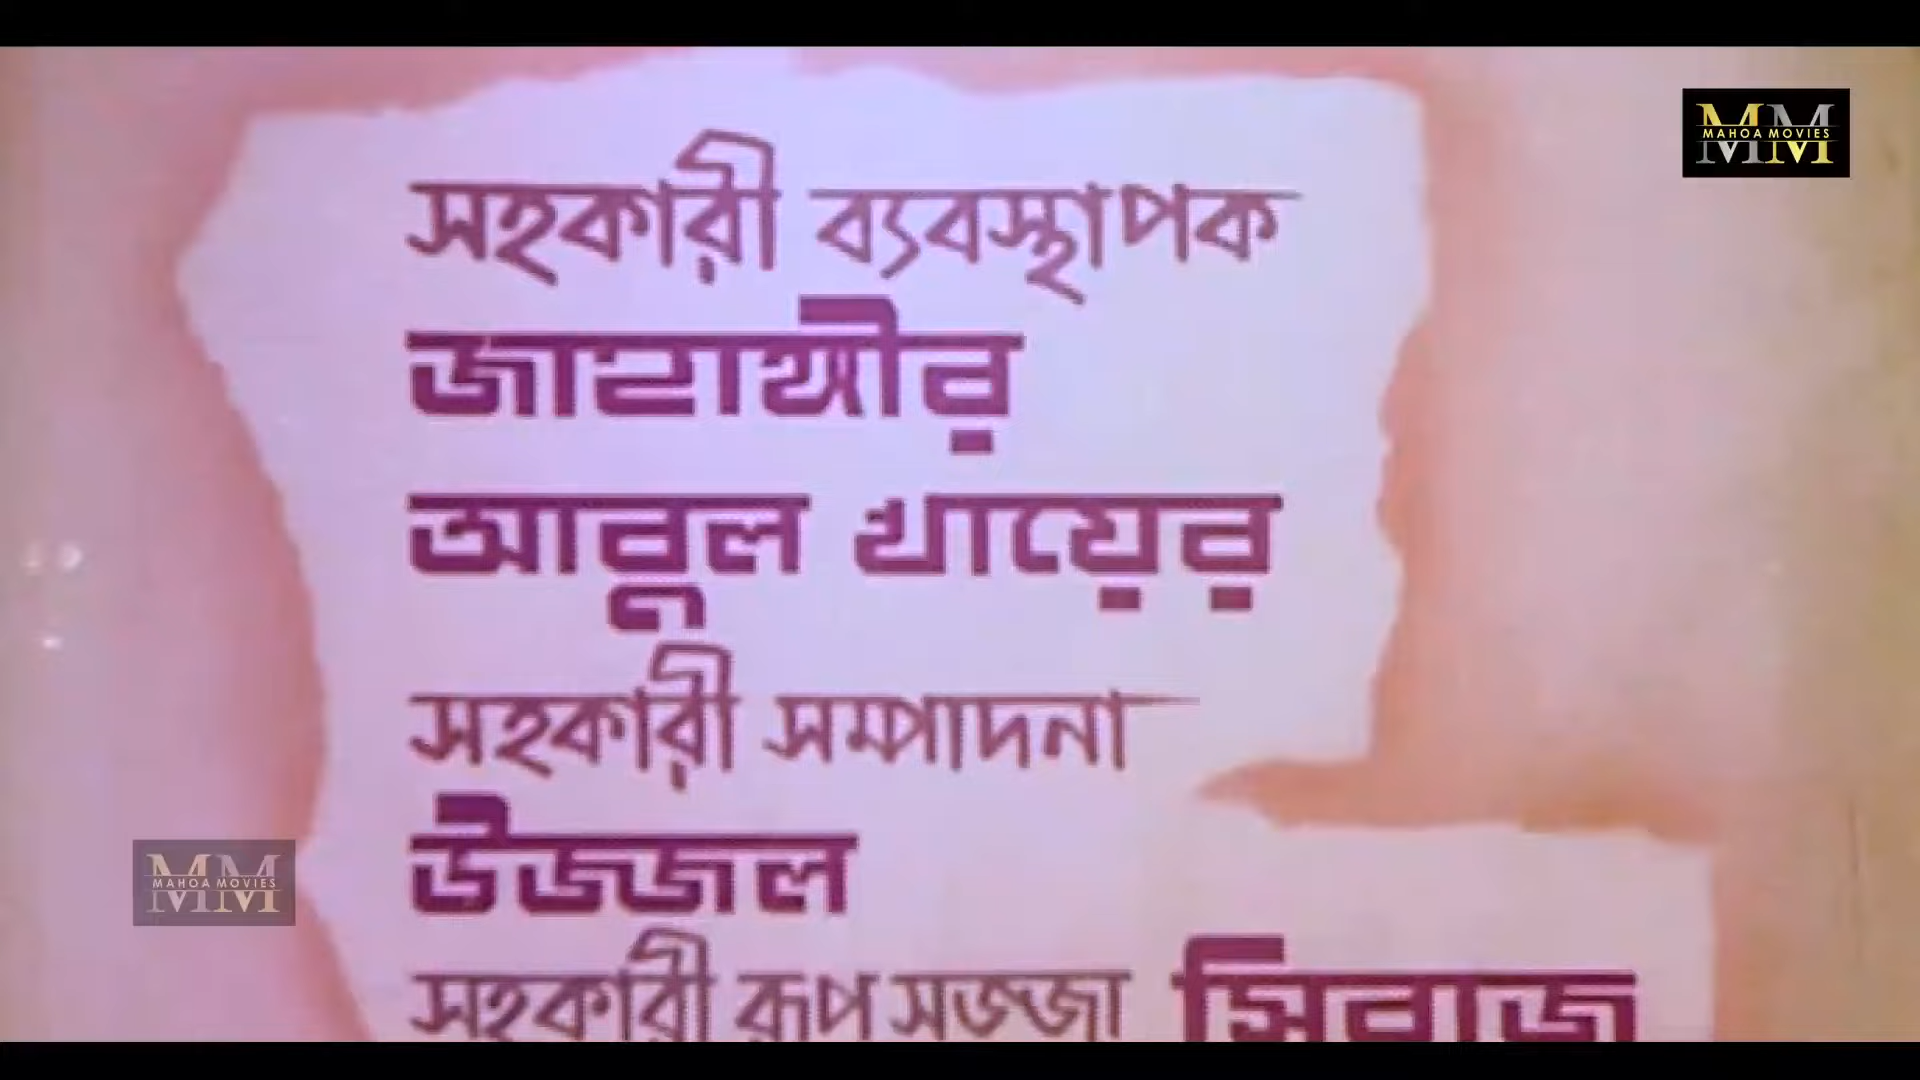 MM
MAHOA MOVIES
সহকারী ব্যবস্থাপক
জাহাঙ্গীর
আবুল খায়ের
সহকারী সম্পাদনা
উজ্জল
MM
MAHOA MOVIES
সহকারী রূপ সজ্জা সিরাজ